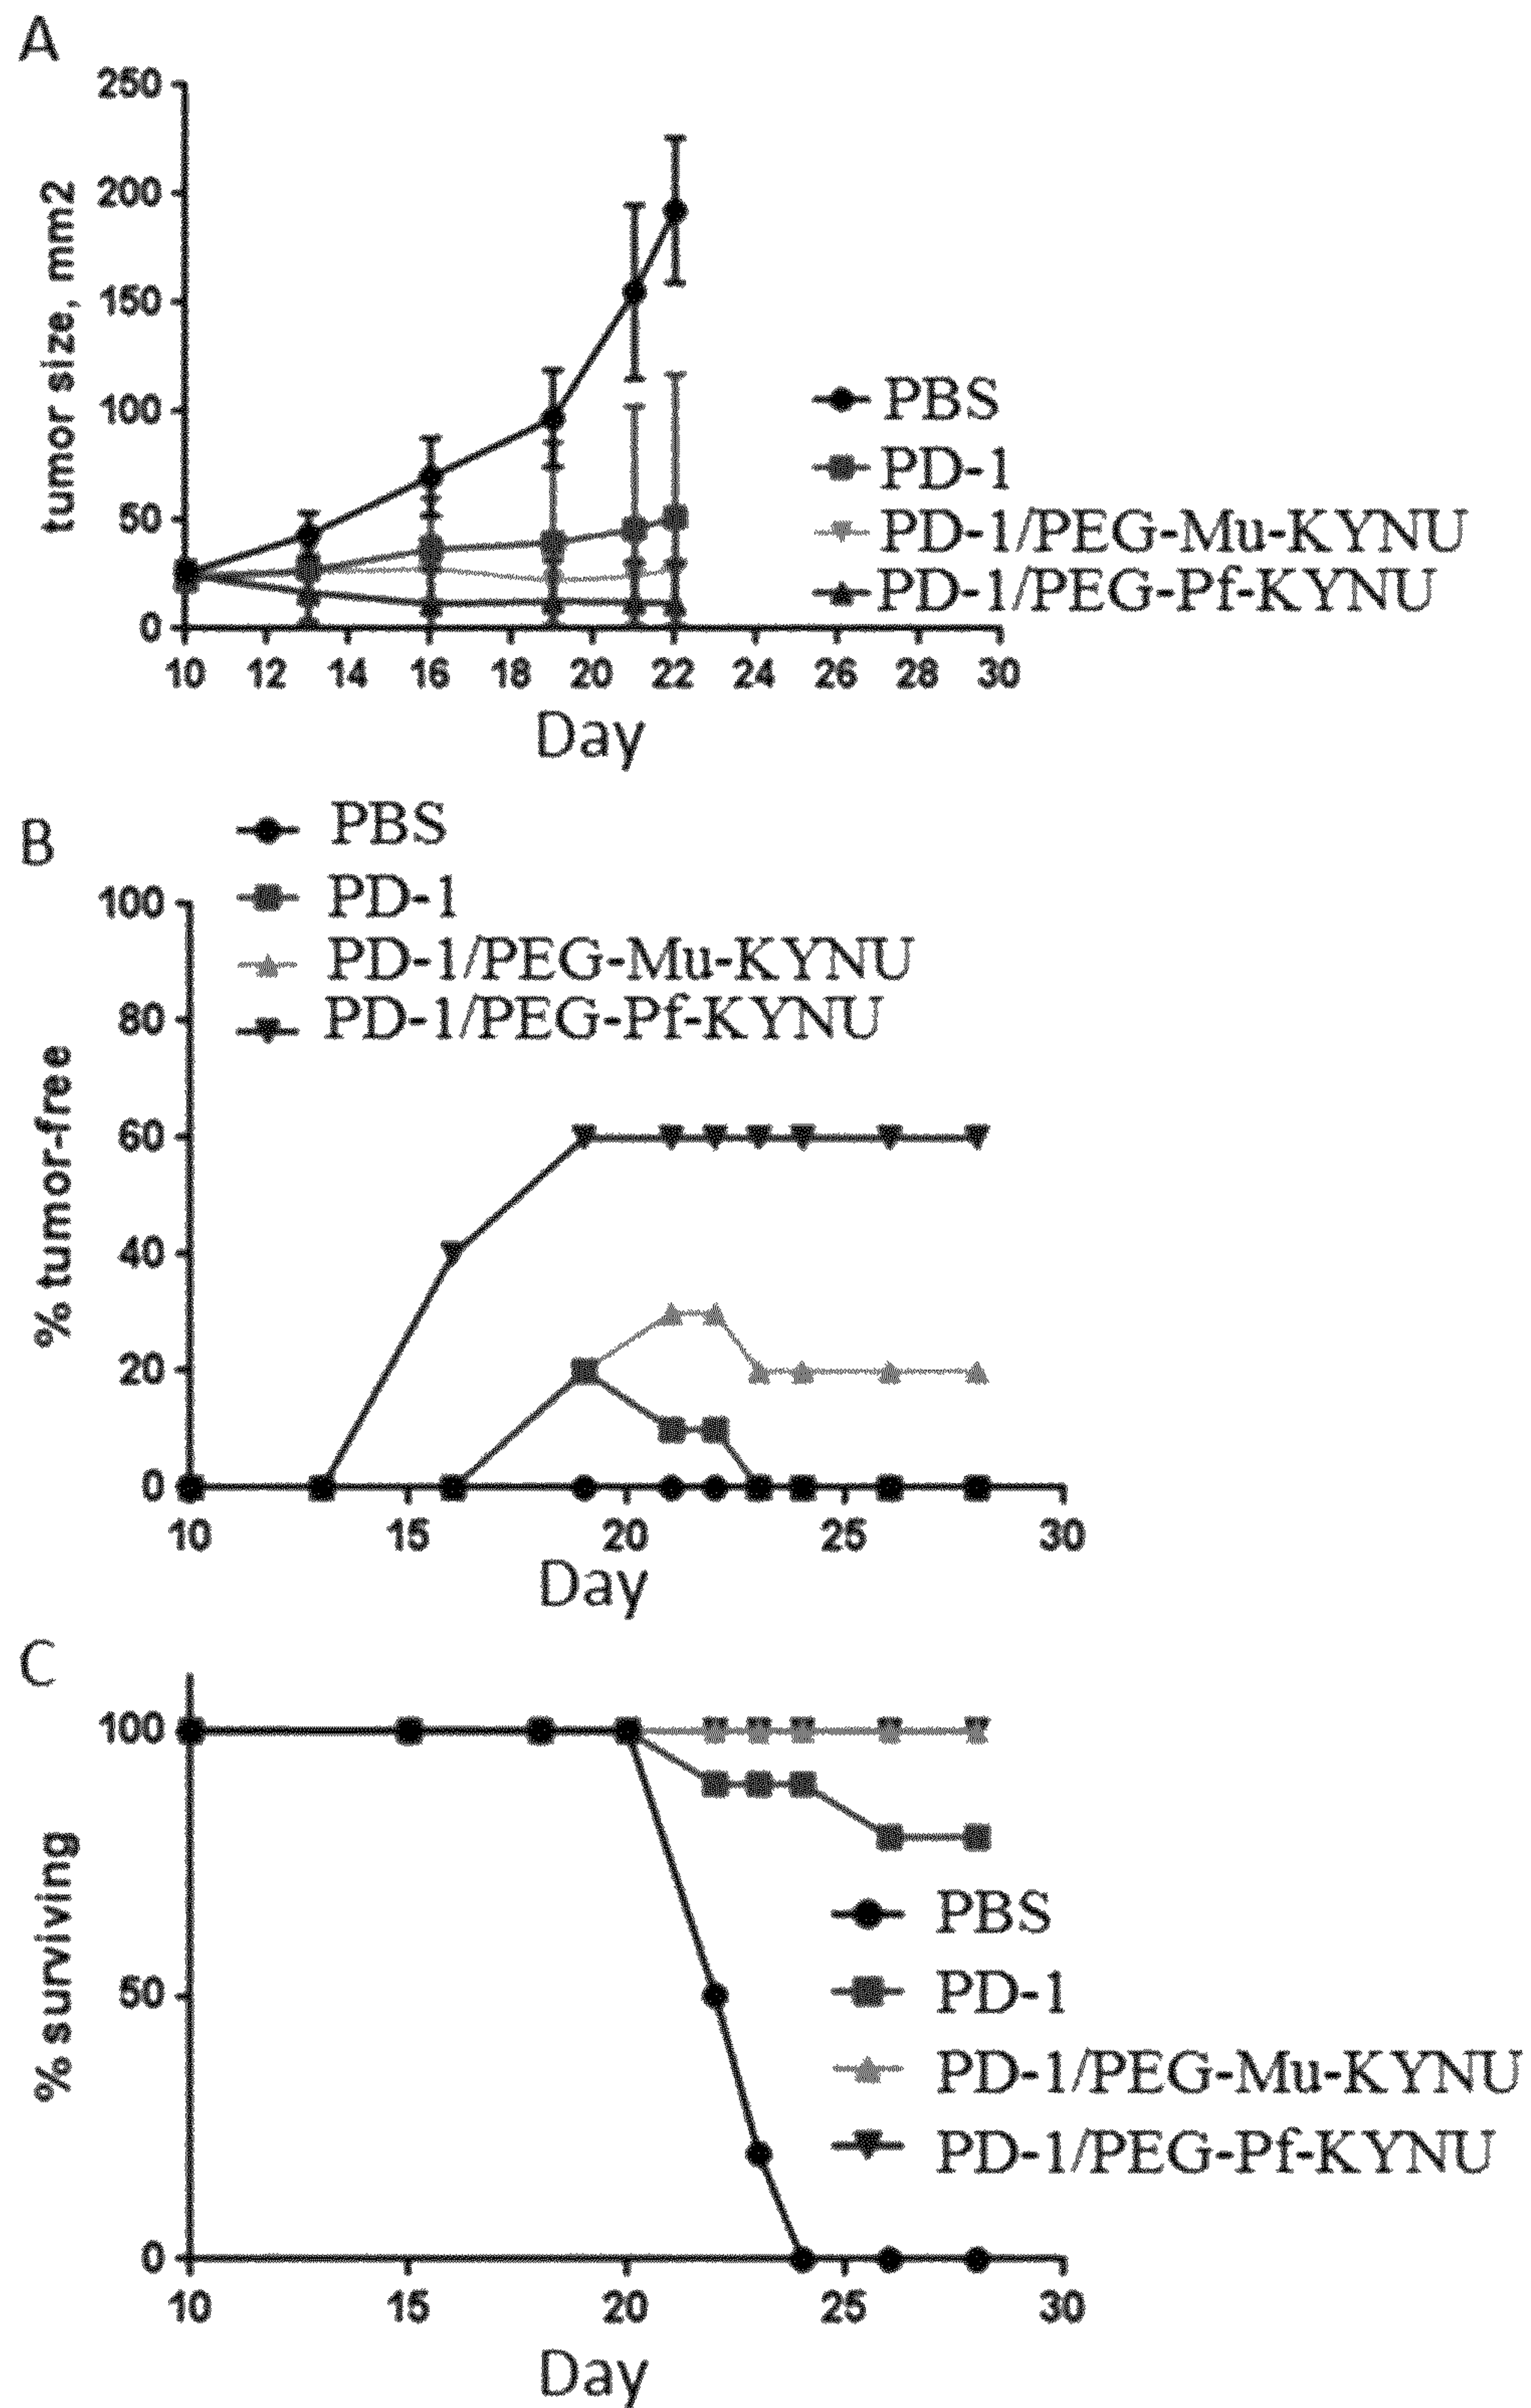 A
250
200
150
100
50
0
tumor size, mm2
10 12 14 16 18 20 22 24 26 28 30
Day
PBS
PD-1
PD-1/PEG-Mu-KYNU
PD-1/PEG-Pf-KYNU
B
PBS
PD-1
PD-1/PEG-Mu-KYNU
PD-1/PEG-Pf-KYNU
100
80
60
40
20
0
% tumor-free
10 15 20 25 30
Day
C
100
50
0
% surviving
PBS
PD-1
PD-1/PEG-Mu-KYNU
PD-1/PEG-Pf-KYNU
10 15 20 25 30
Day